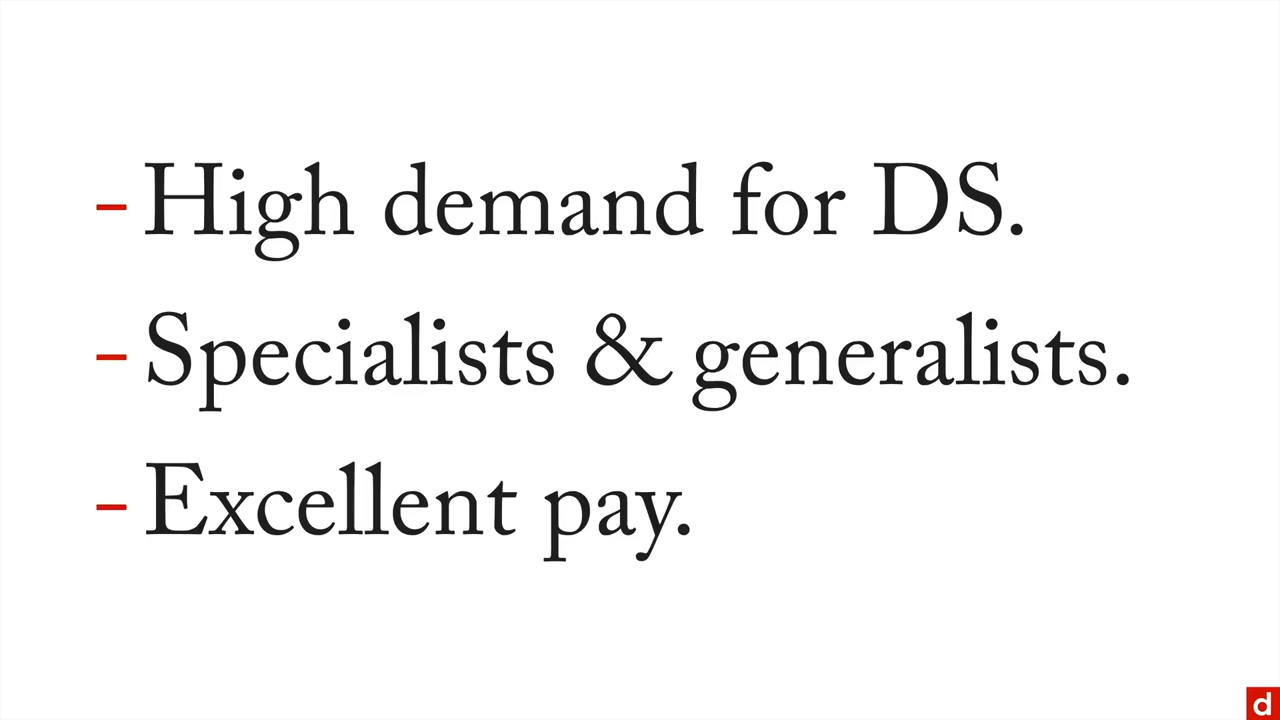 - High demand for DS.
- Specialists & generalists.
- Excellent pay.
d